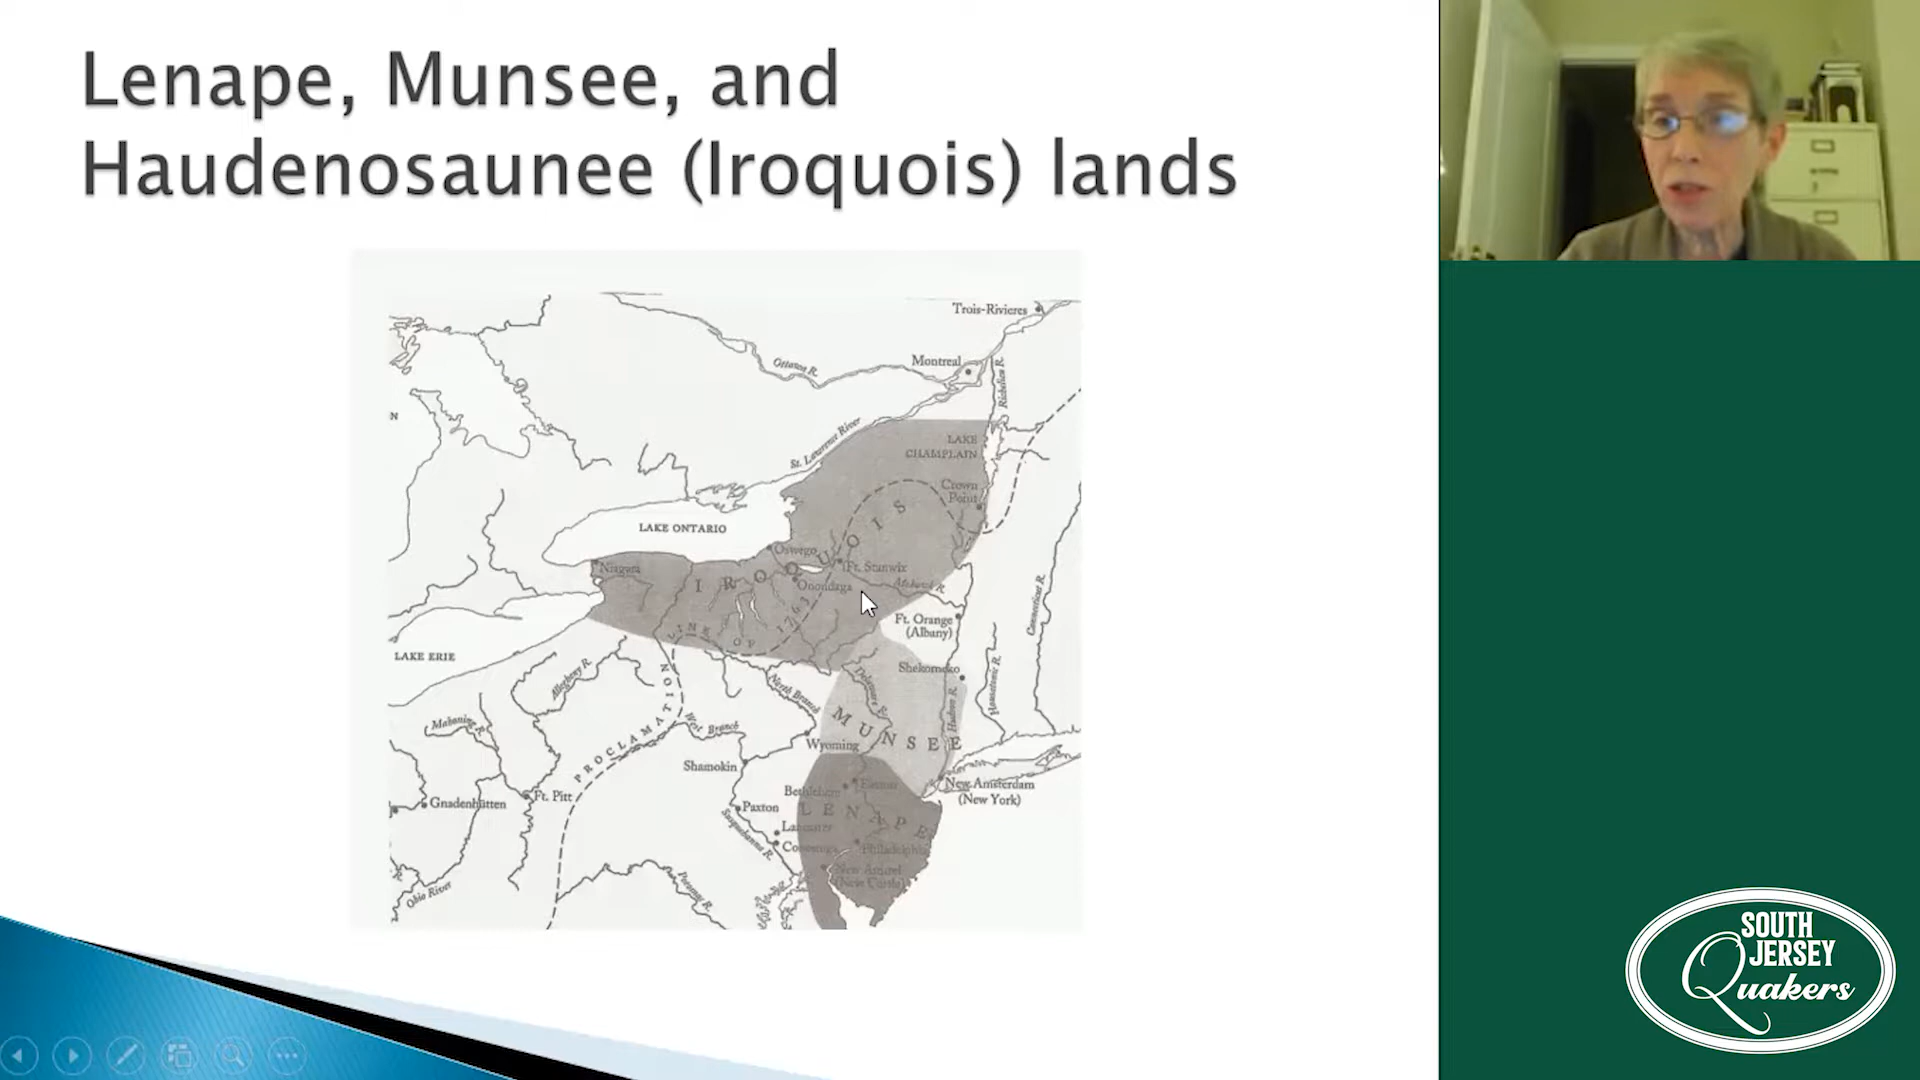 Lenape, Munsee, and
Haudenosaunee (Iroquois) lands
Trois-Rivieres
Montreal
Ottawa R.
Richelieu R.
N
St. Lawrence River
LAKE
CHAMPLAIN
Crown
Point
LAKE ONTARIO
Oswego
Ft. Stanwix
IROQUOIS
Niagara
Onondaga
Mohawk R.
Connecticut R.
Ft. Orange
(Albany)
LINE OF 1763
LAKE ERIE
Shekomeko
Allegheny R.
North Branch
Delaware R.
Hudson R.
Housatonic R.
PROCLAMATION
Mahoning R.
West Branch
MUNSEE
Wyoming
Shamokin
Bethlehem
Easton
New Amsterdam
(New York)
Gnadenhütten
Ft. Pitt
Paxton
LENAPE
Susquehanna R.
Lancaster
Conestoga
Philadelphia
New Amstel
(New Castle)
Ohio River
Potomac R.
SOUTH
JERSEY
Quakers